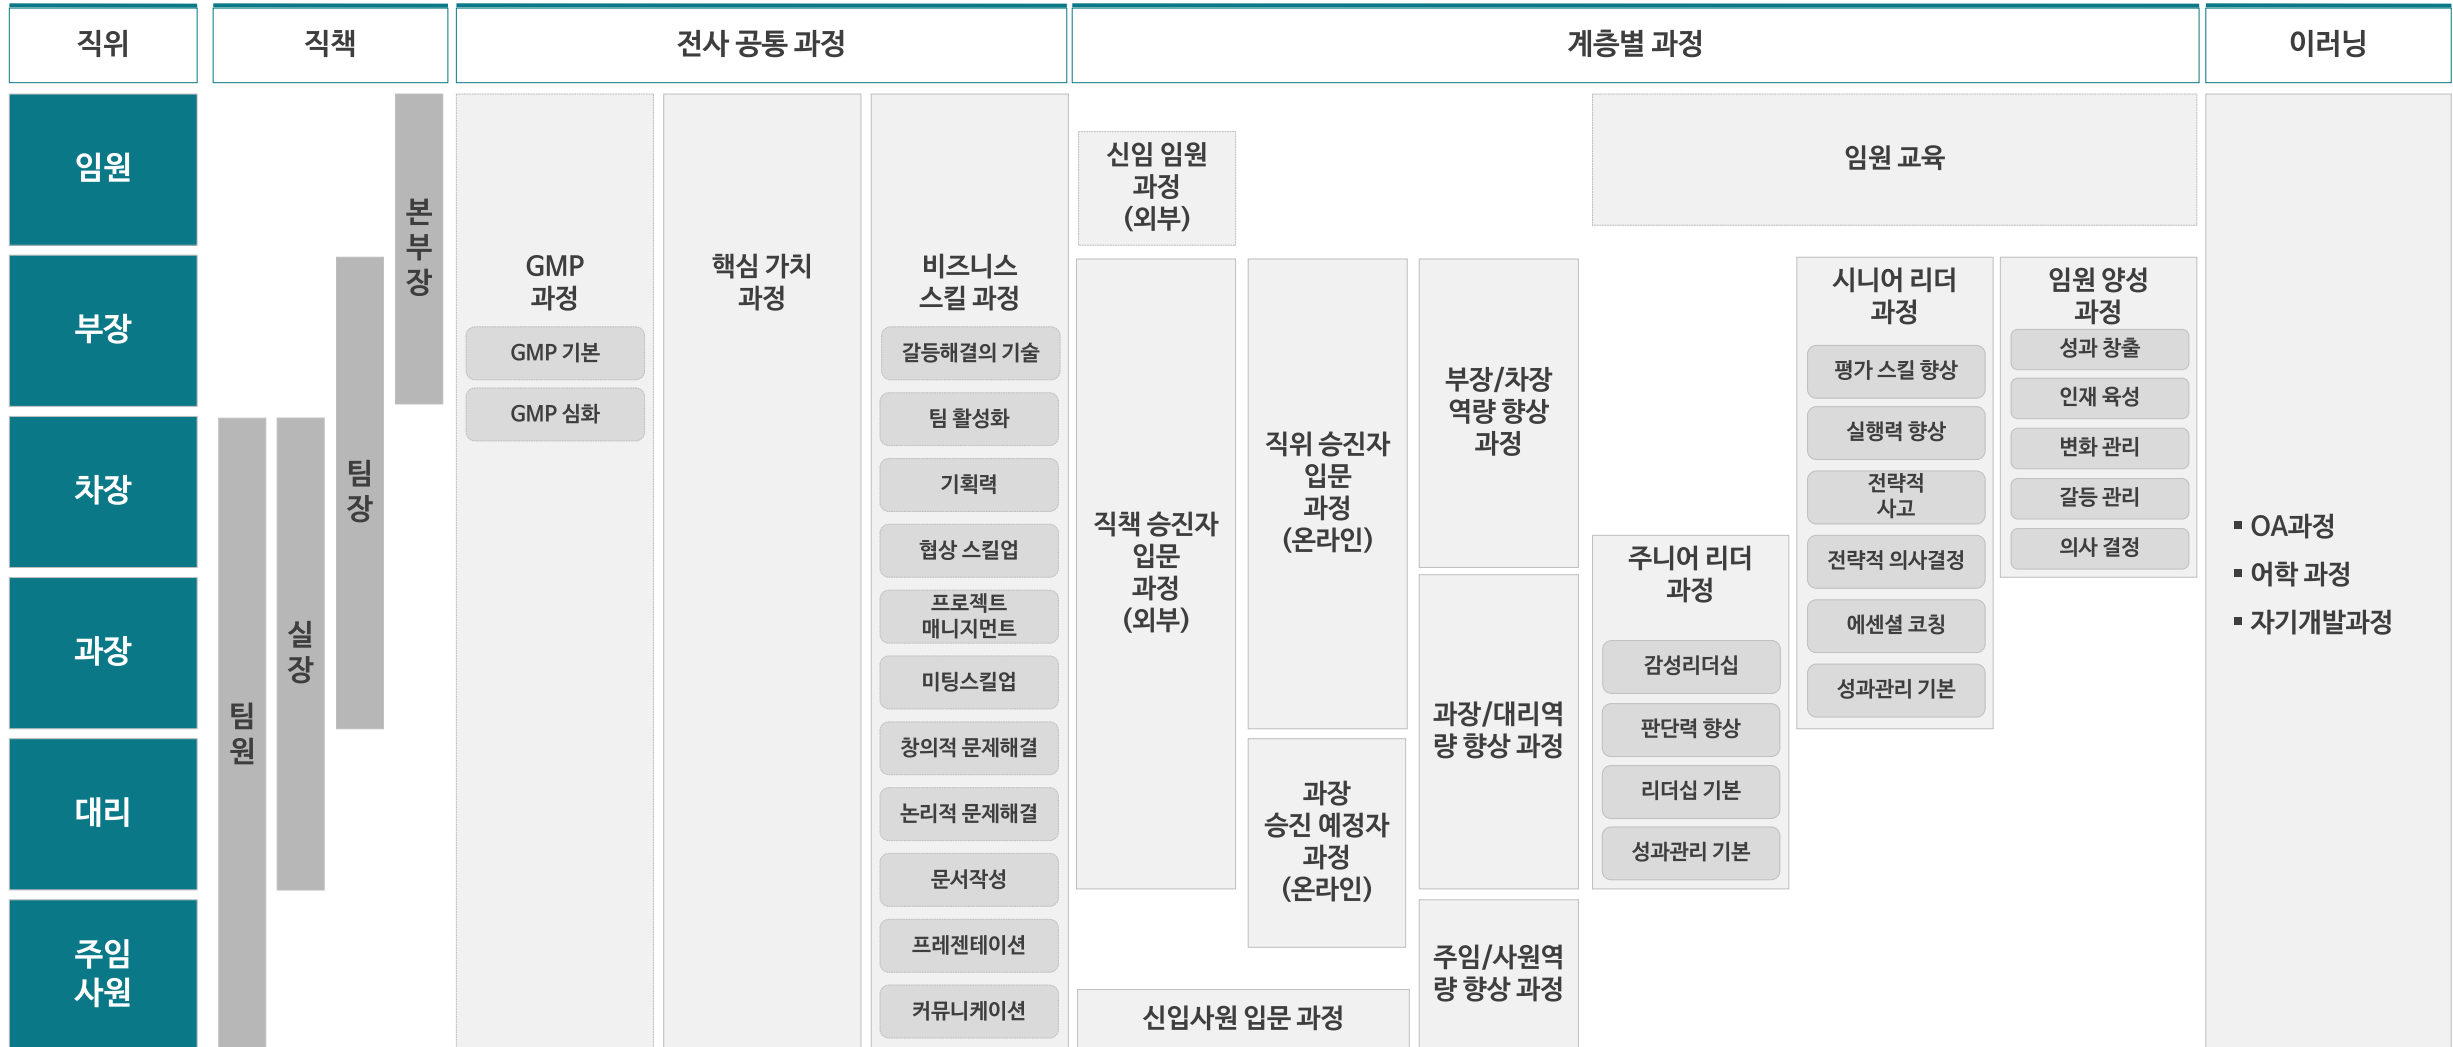 직위
직책
전사 공통 과정
계층별 과정
이러닝
임원
부장
차장
과장
대리
주임
사원
본
부
장
팀
장
실
장
팀
원
GMP
과정
GMP 기본
GMP 심화
핵심 가치
과정
비즈니스
스킬 과정
갈등해결의 기술
팀 활성화
기획력
협상 스킬업
프로젝트
매니지먼트
미팅스킬업
창의적 문제해결
논리적 문제해결
문서작성
프레젠테이션
커뮤니케이션
신임 임원
과정
(외부)
직책 승진자
입문
과정
(외부)
직위 승진자
입문
과정
(온라인)
과장
승진 예정자
과정
(온라인)
신입사원 입문 과정
부장/차장
역량 향상
과정
과장/대리역
량 향상 과정
주임/사원역
량 향상 과정
임원 교육
주니어 리더
과정
감성리더십
판단력 향상
리더십 기본
성과관리 기본
시니어 리더
과정
평가 스킬 향상
실행력 향상
전략적
사고
전략적 의사결정
에센셜 코칭
성과관리 기본
임원 양성
과정
성과 창출
인재 육성
변화 관리
갈등 관리
의사 결정
▪ OA과정
▪ 어학 과정
▪ 자기개발과정